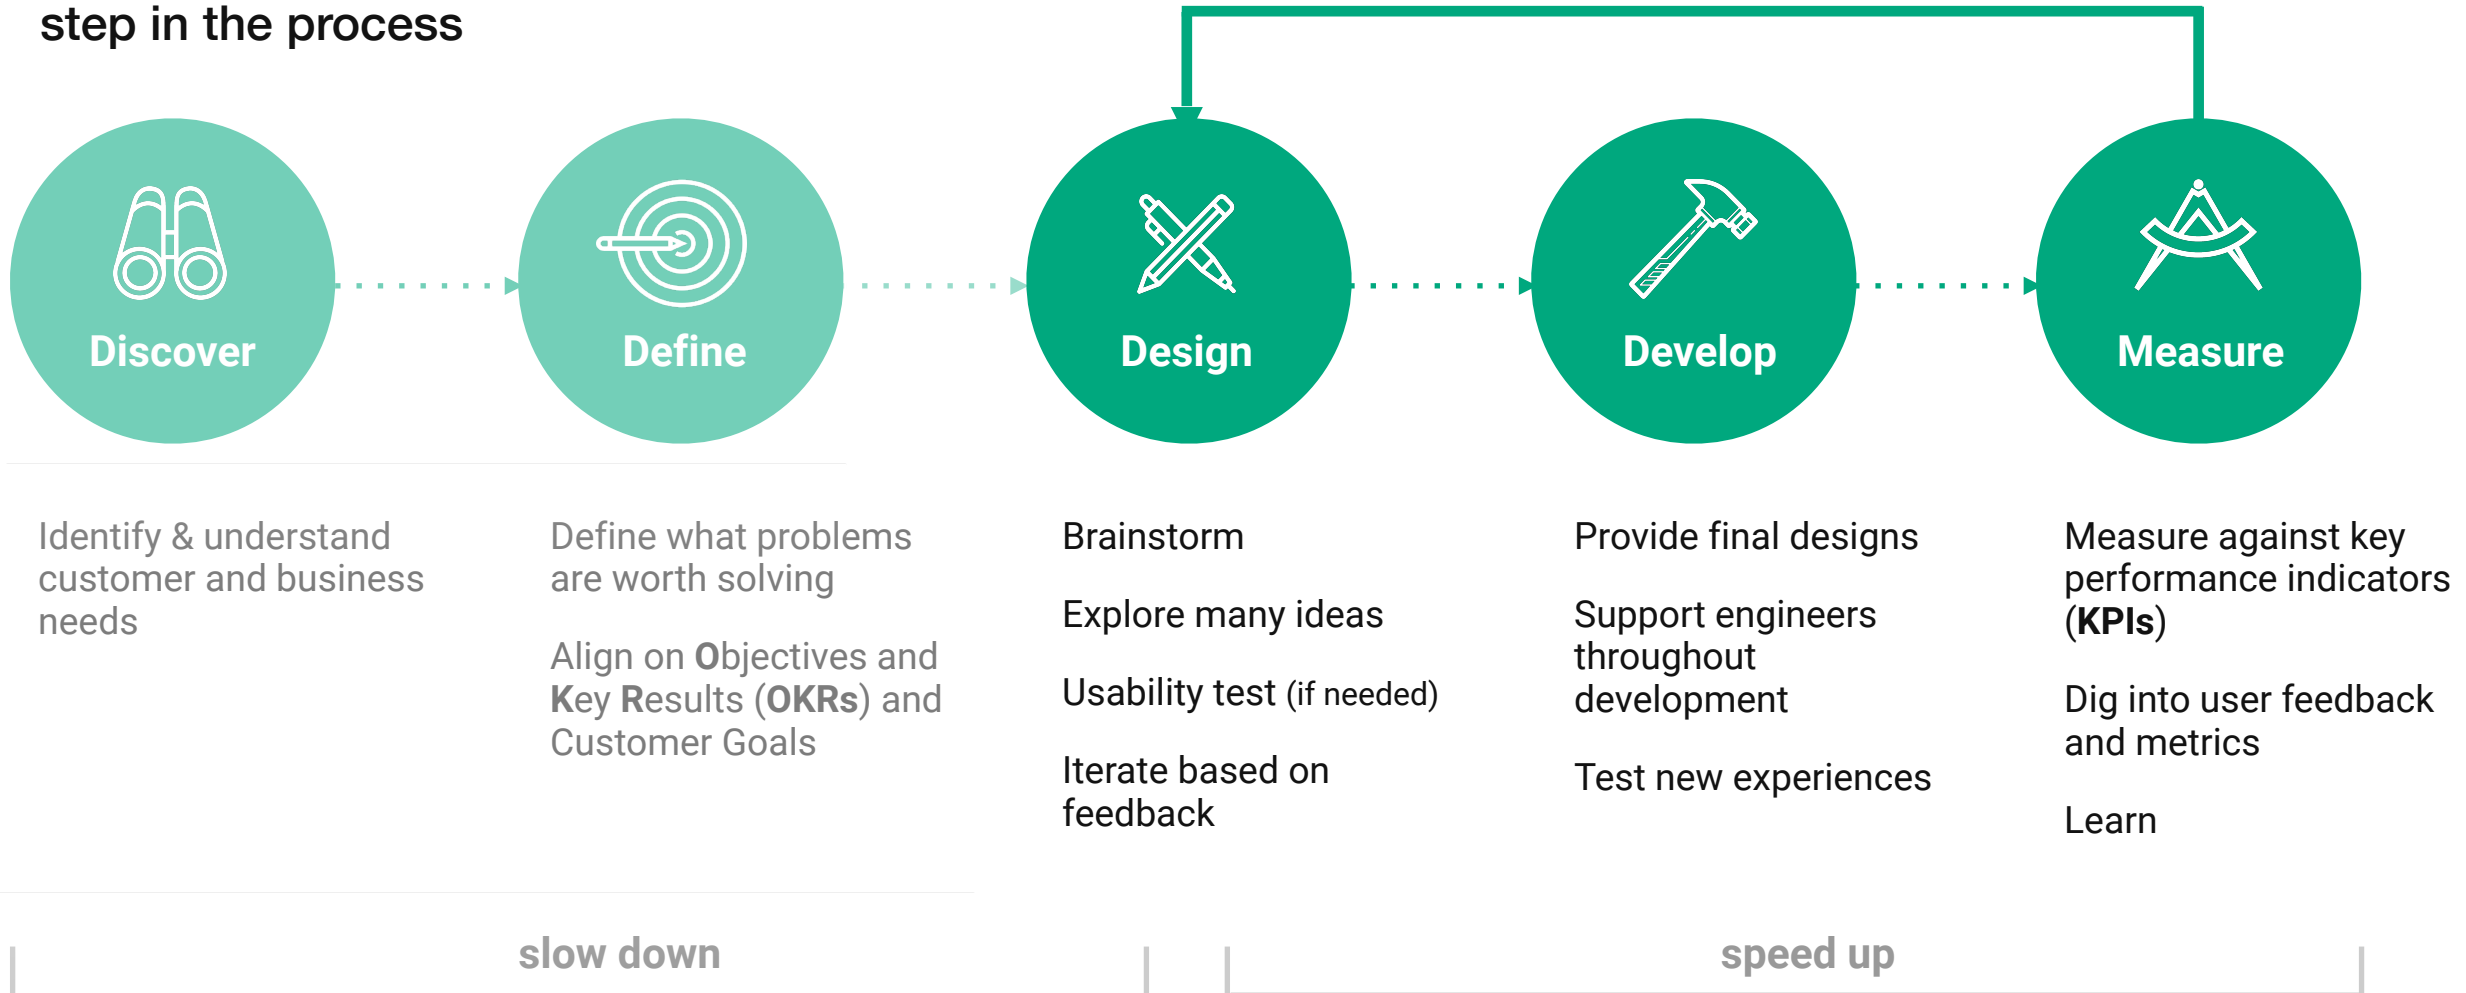 step in the process
Discover
Define
Design
Develop
Measure
Identify & understand
customer and business
needs
Define what problems
are worth solving
Align on Objectives and
Key Results (OKRs) and
Customer Goals
Brainstorm
Explore many ideas
Usability test (if needed)
Iterate based on
feedback
Provide final designs
Support engineers
throughout
development
Test new experiences
Measure against key
performance indicators
(KPIs)
Dig into user feedback
and metrics
Learn
slow down
speed up